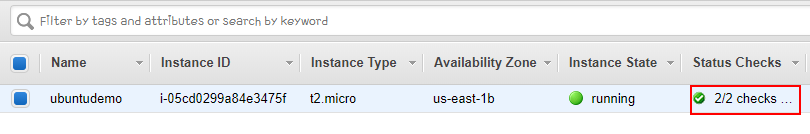 Filter by tags and attributes or search by keyword
Name Instance ID Instance Type Availability Zone Instance State Status Checks
ubuntudemo i-05cd0299a84e3475f t2.micro us-east-1b running 2/2 checks ...